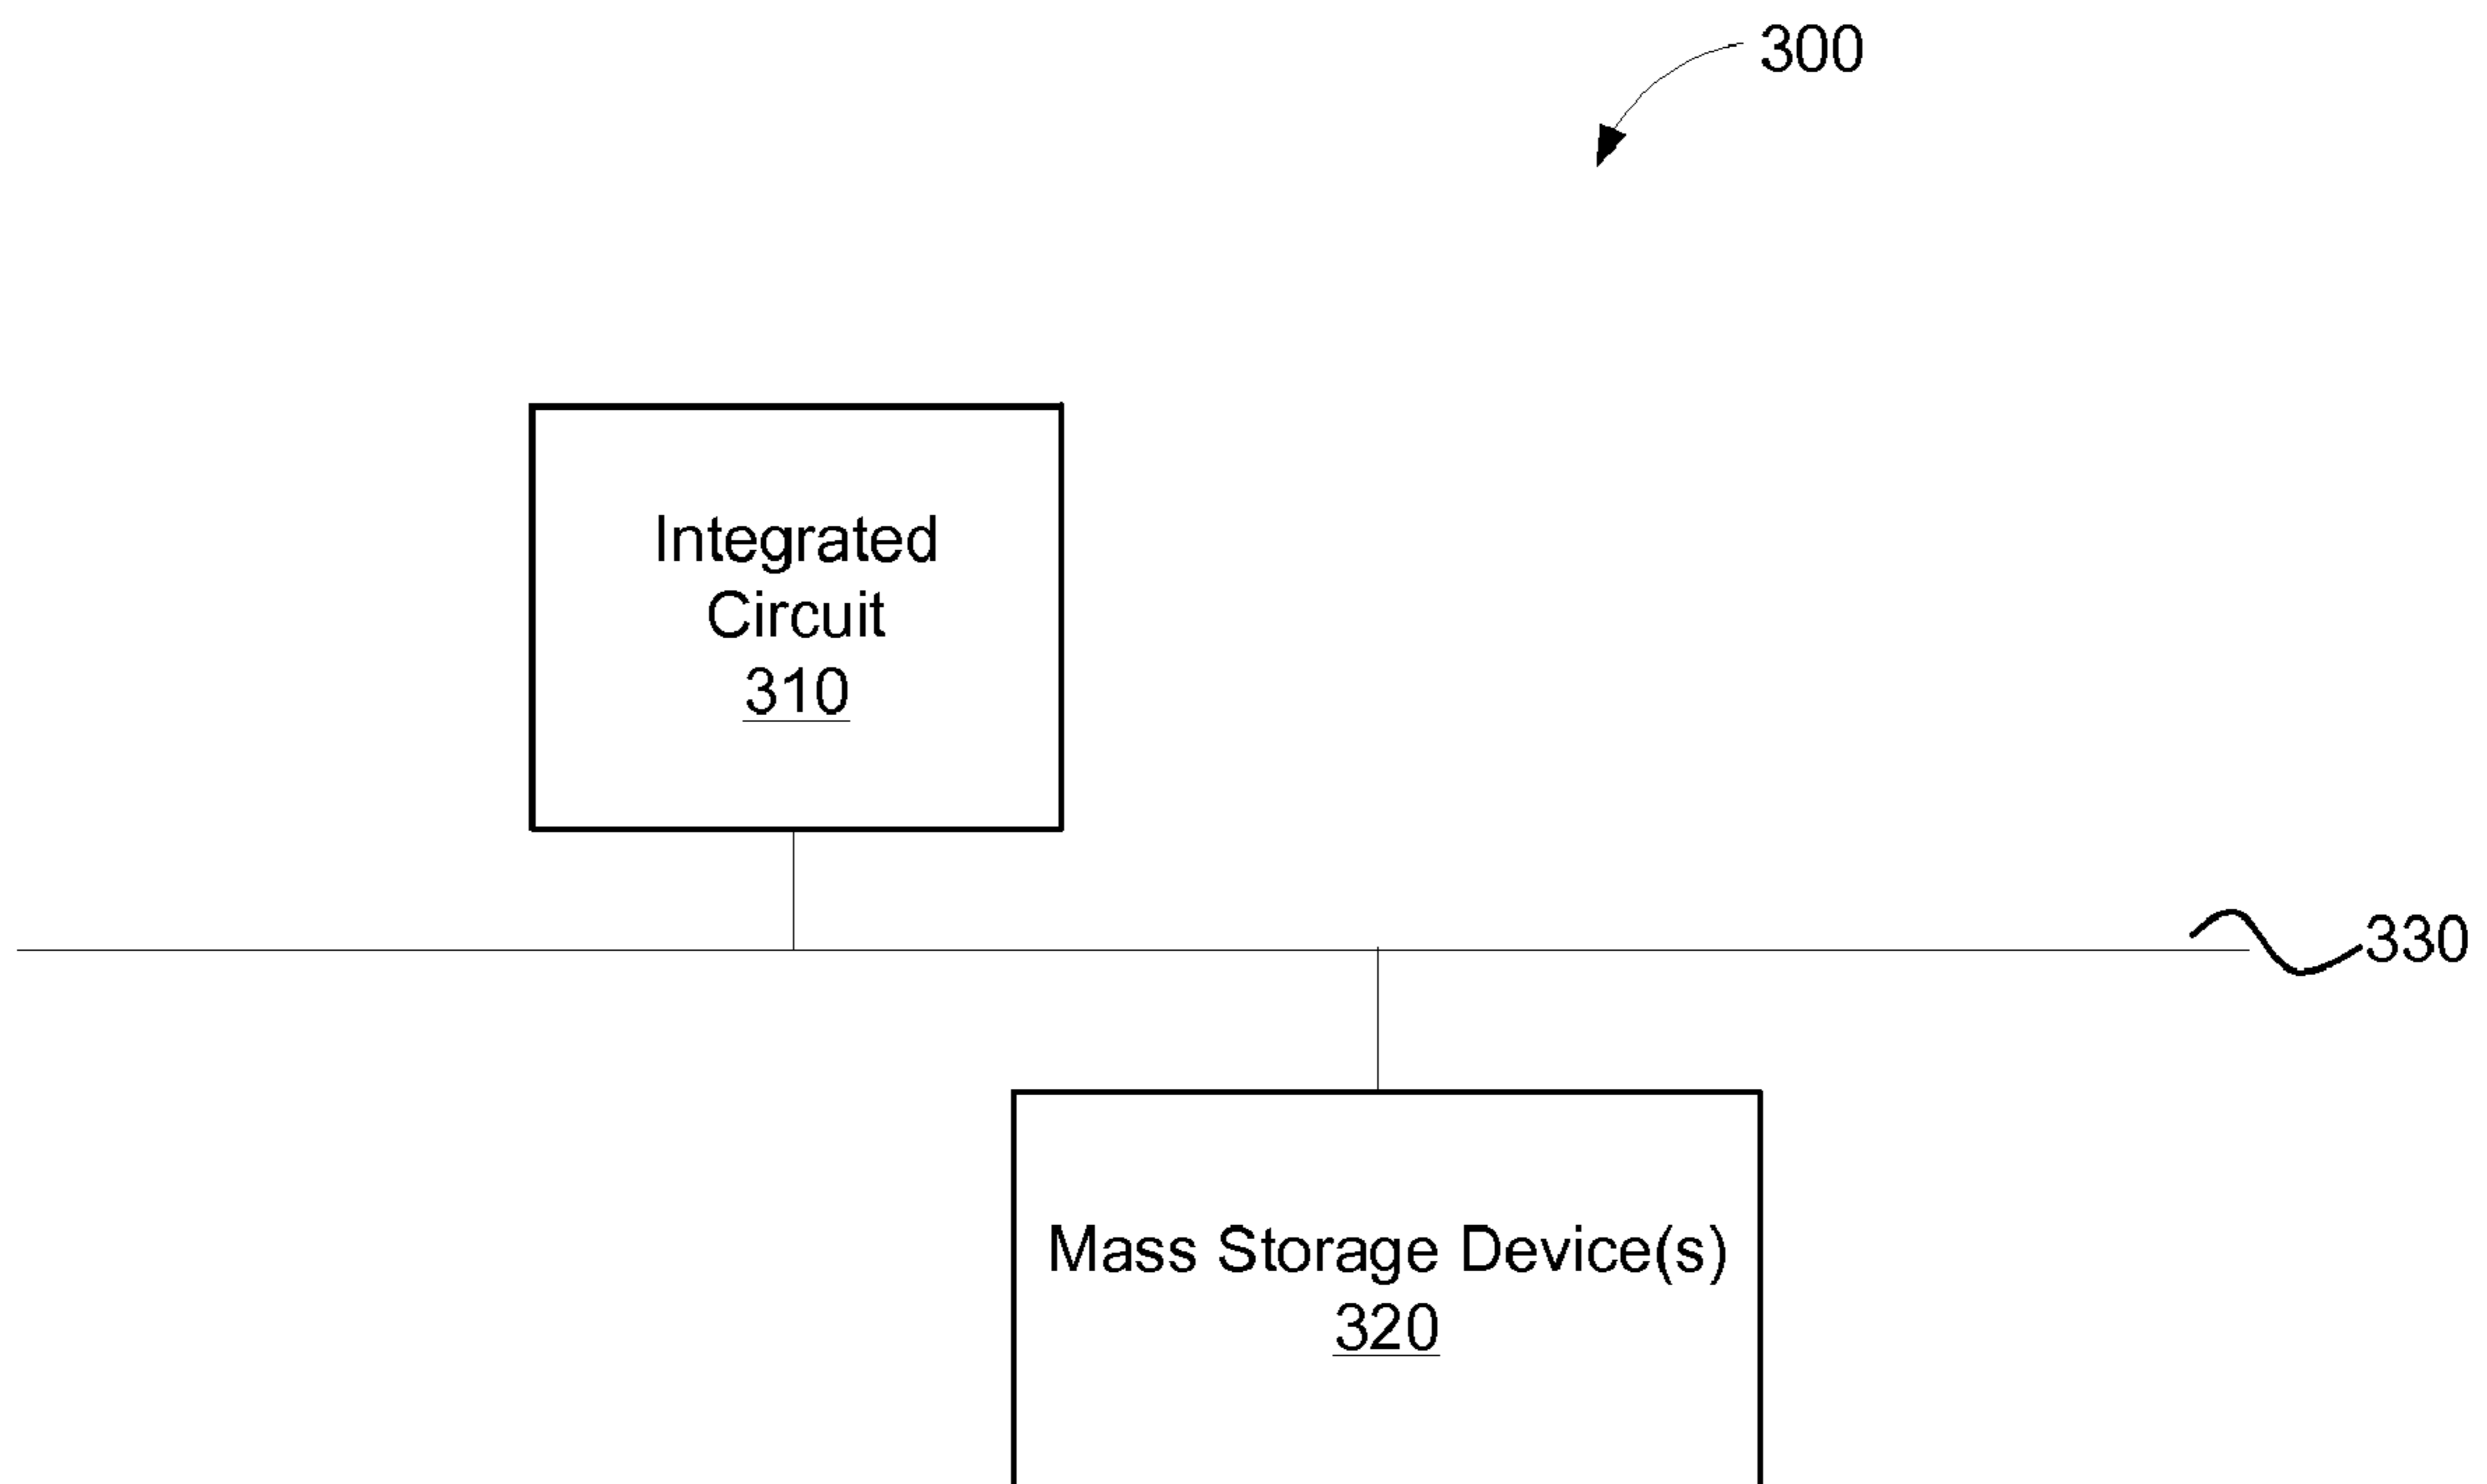 300
Integrated
Circuit
310
330
Mass Storage Device(s)
320